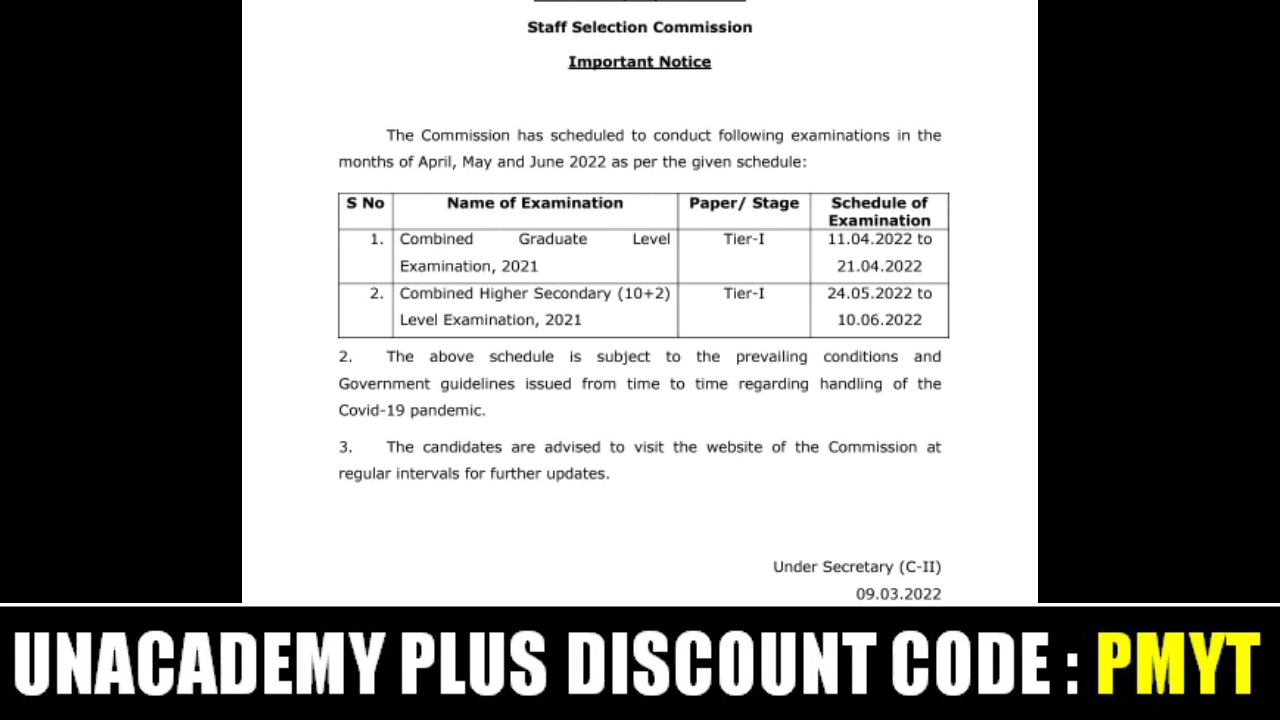 Staff Selection Commission
Important Notice
The Commission has scheduled to conduct following examinations in the
months of April, May and June 2022 as per the given schedule:
S No Name of Examination Paper/ Stage Schedule of
Examination
1. Combined Graduate Level Tier-I 11.04.2022 to
Examination, 2021 21.04.2022
2. Combined Higher Secondary (10+2) Tier-I 24.05.2022 to
Level Examination, 2021 10.06.2022
2. The above schedule is subject to the prevailing conditions and
Government guidelines issued from time to time regarding handling of the
Covid-19 pandemic.
3. The candidates are advised to visit the website of the Commission at
regular intervals for further updates.
Under Secretary (C-II)
09.03.2022
UNACADEMY PLUS DISCOUNT CODE : PMYT